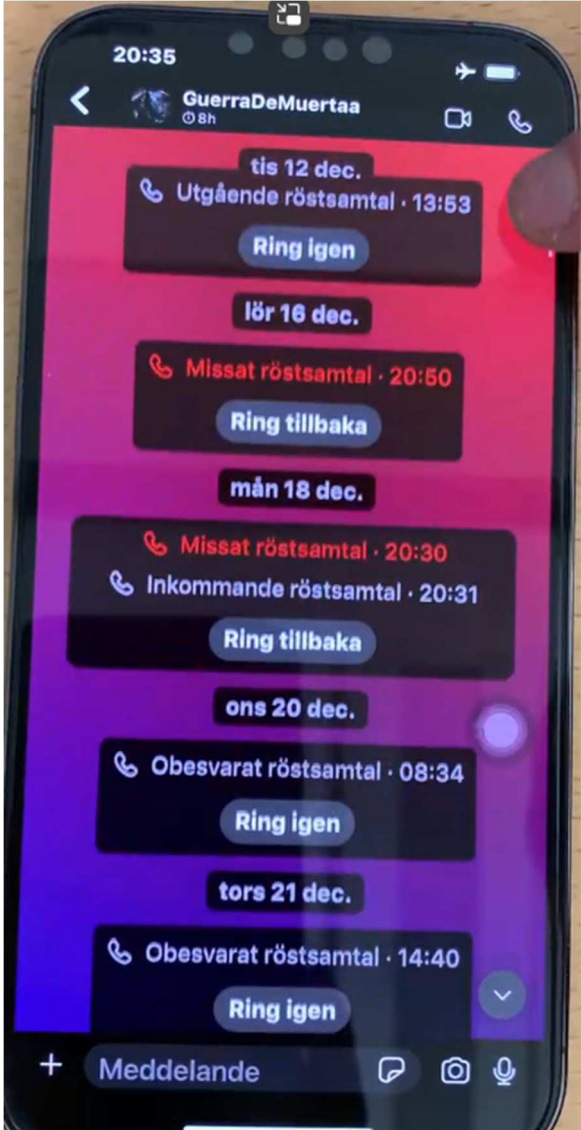 20:35
GuerraDeMuertaa
8h
tis 12 dec.
Utgående röstsamtal · 13:53
Ring igen
lör 16 dec.
Missat röstsamtal · 20:50
Ring tillbaka
mån 18 dec.
Missat röstsamtal · 20:30
Inkommande röstsamtal · 20:31
Ring tillbaka
ons 20 dec.
Obesvarat röstsamtal · 08:34
Ring igen
tors 21 dec.
Obesvarat röstsamtal · 14:40
Ring igen
Meddelande